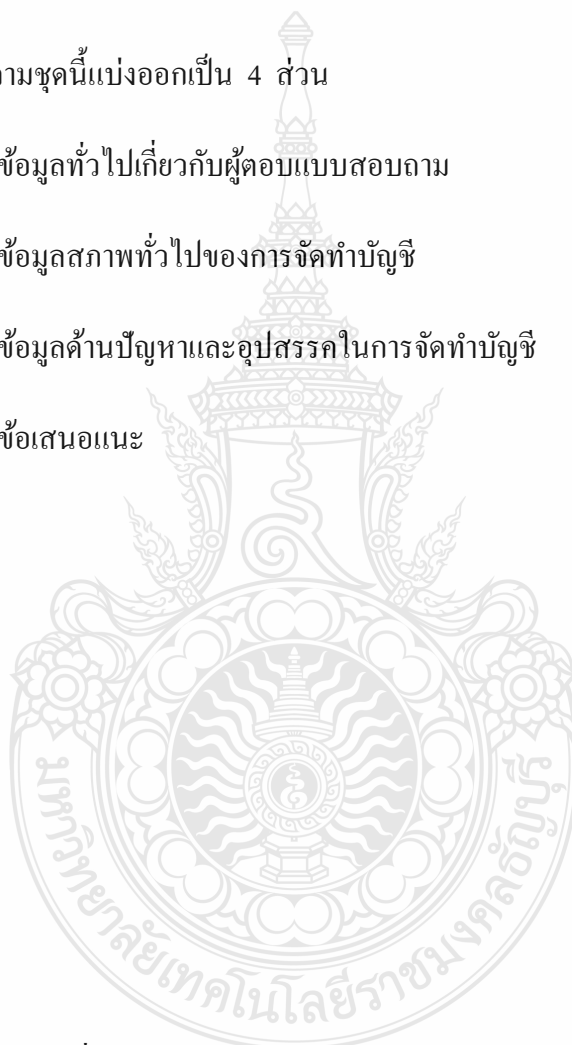 ามชุดนี้แบ่งออกเป็น 4 ส่วน
ข้อมูลทั่วไปเกี่ยวกับผู้ตอบแบบสอบถาม
ข้อมูลสภาพทั่วไปของการจัดทำบัญชี
ข้อมูลด้านปัญหาและอุปสรรคในการจัดทำบัญชี
ข้อเสนอแนะ
มหาวิทยาลัยเทคโนโลยีราชมงคลธัญบุรี